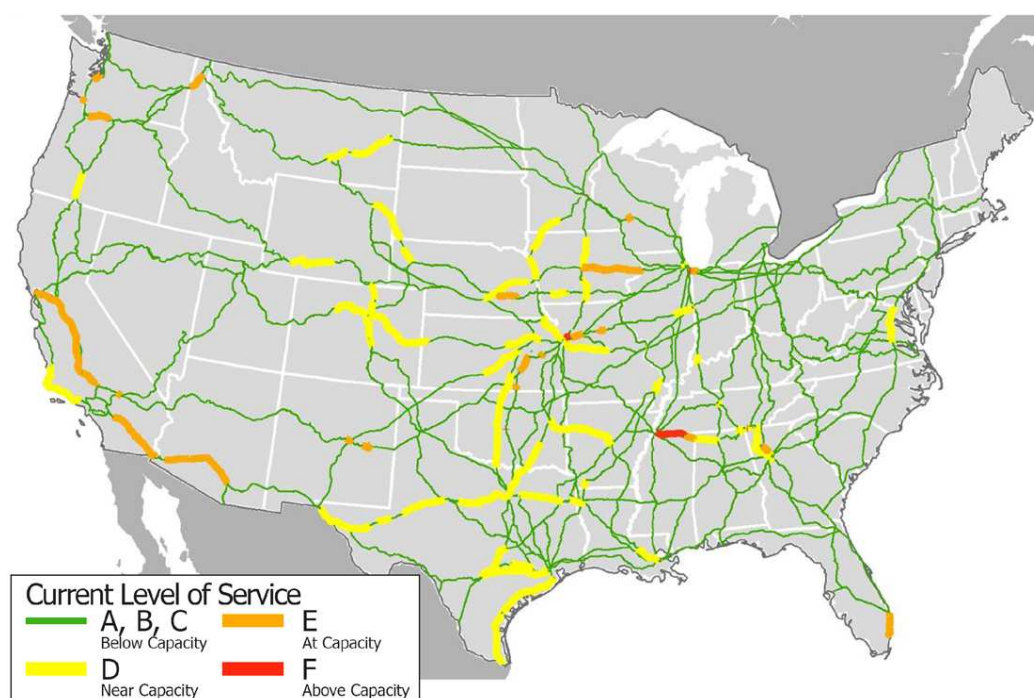 Current Level of Service
A, B, C
Below Capacity
E
At Capacity
D
Near Capacity
F
Above Capacity